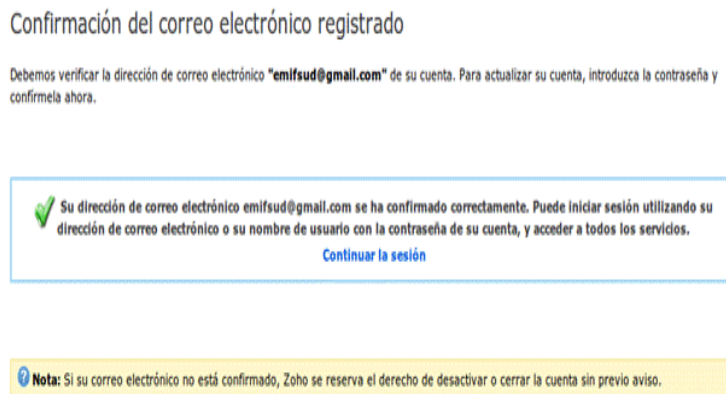 Confirmación del correo electrónico registrado
Debemos verificar la dirección de correo electrónico "emifsud@gmail.com" de su cuenta. Para actualizar su cuenta, introduzca la contraseña y
confírmela ahora.
Su dirección de correo electrónico emifsud@gmail.com se ha confirmado correctamente. Puede iniciar sesión utilizando su
dirección de correo electrónico o su nombre de usuario con la contraseña de su cuenta, y acceder a todos los servicios.
Continuar la sesión
Nota: Si su correo electrónico no está confirmado, Zoho se reserva el derecho de desactivar o cerrar la cuenta sin previo aviso.